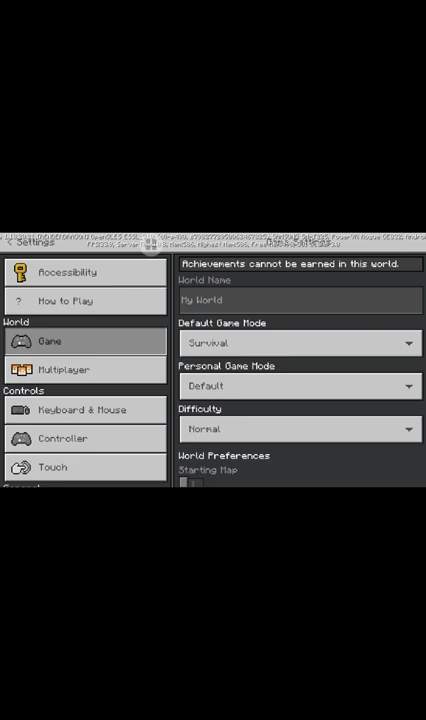 Settings
Game Settings
Accessibility
? How to Play
World
Game
Multiplayer
Controls
Keyboard & Mouse
Controller
Touch
Achievements cannot be earned in this world.
World Name
My World
Default Game Mode
Survival
Personal Game Mode
Default
Difficulty
Normal
World Preferences
Starting Map